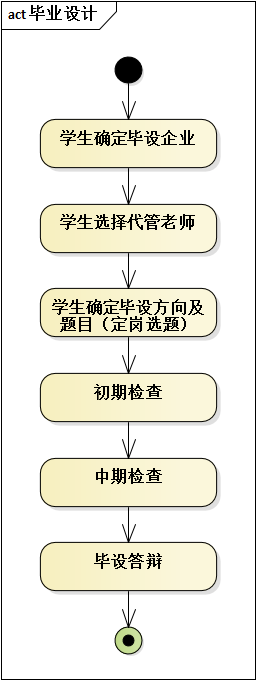 act 毕业设计
学生确定毕设企业
学生选择代管老师
学生确定毕设方向及
题目（定岗选题）
初期检查
中期检查
毕设答辩